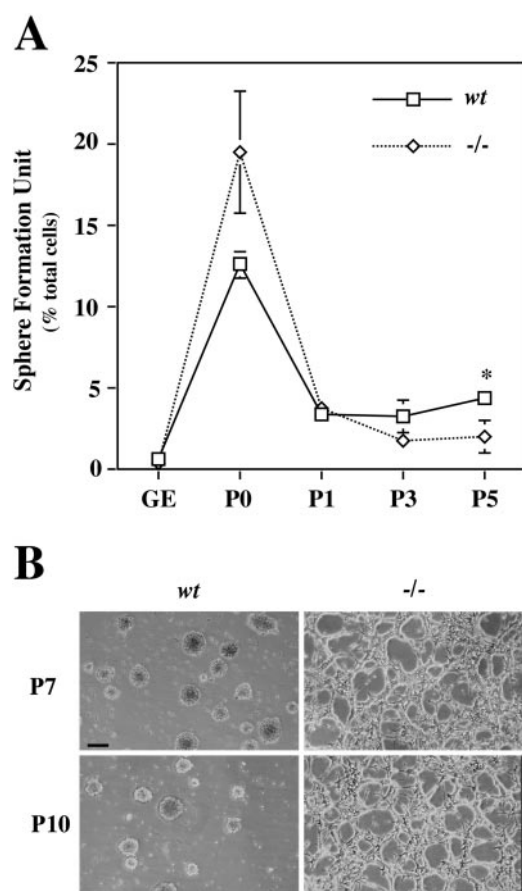 A
25
20
15
10
5
0
Sphere Formation Unit
(% total cells)
wt
-/-
*
GE P0 P1 P3 P5
B
wt -/-
P7
P10